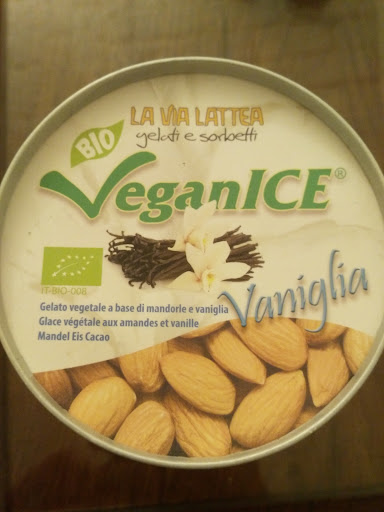 LA VIA LATTEA
gelati e sorbetti
BIO
VeganICE®
IT-BIO-008
Vaniglia
Gelato vegetale a base di mandorle e vaniglia
Glace végétale aux amandes et vanille
Mandel Eis Cacao